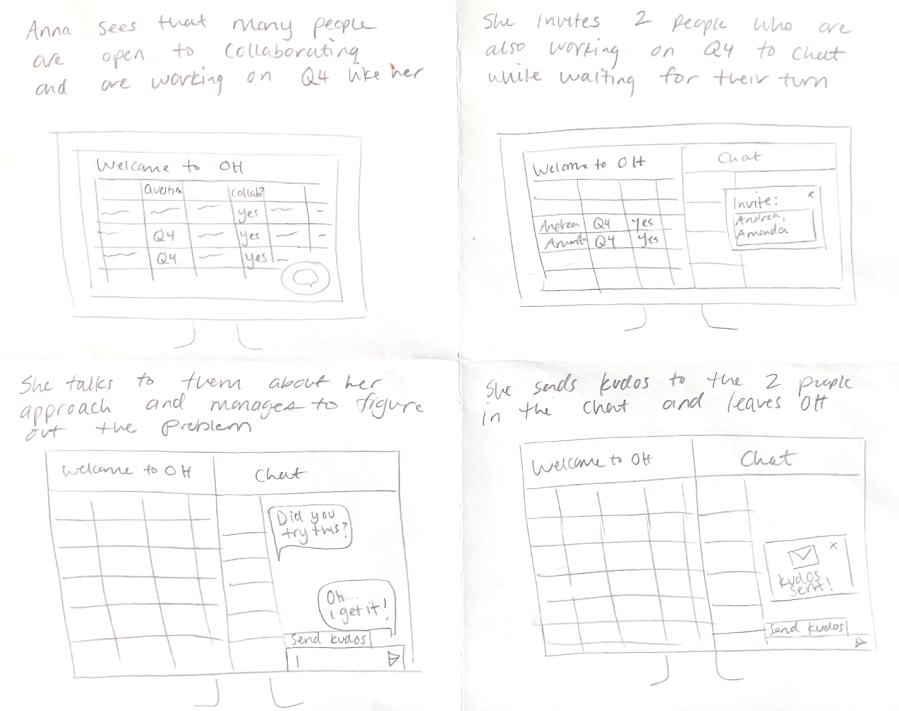 Anna sees that many people
are open to collaborating
and are working on Q4 like her
Welcome to OH
Question Collab?
yes
Q4 yes
Q4 yes
She Invites 2 people who are
also working on Q4 to chat
while waiting for their turn
Welcome to OH
Chat
Invite: x
Andrea,
Amanda
Andrea Q4 Yes
Amanda Q4 Yes
She talks to them about her
approach and manages to figure
out the problem
Welcome to OH
Chat
Did you
try this?
Oh...
I get it!
Send kudos
She sends kudos to the 2 people
in the chat and leaves OH
Welcome to OH
Chat
x
kudos
sent!
Send kudos